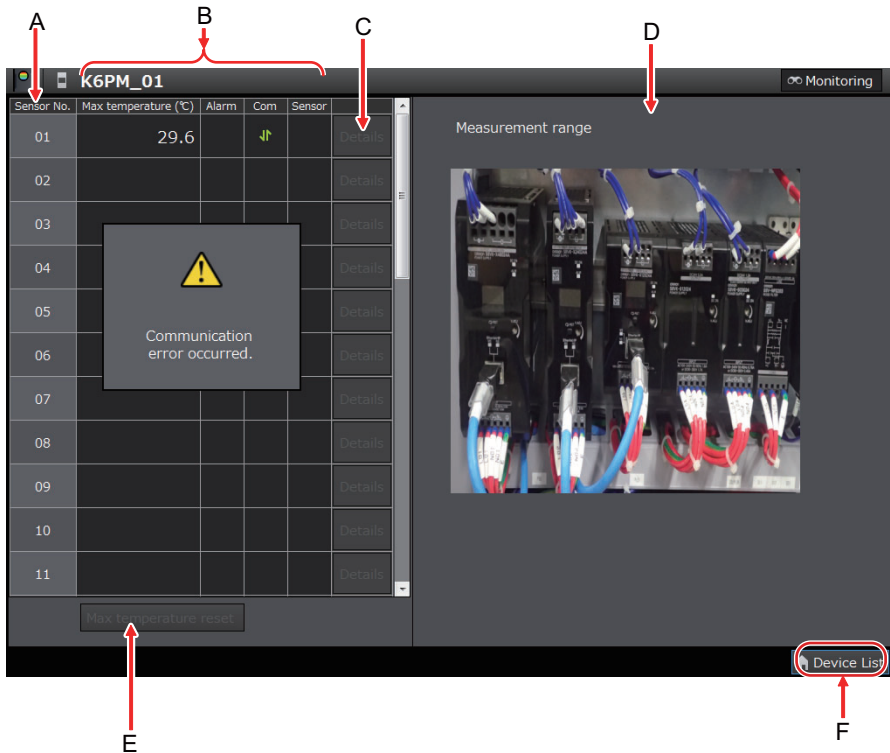 A
B
C
D
K6PM_01
Monitoring
Sensor No. Max temperature (℃) Alarm Com Sensor
01 29.6 Details
02 Details
03 Details
04 Details
05 Details
06 Details
07 Details
08 Details
09 Details
10 Details
11 Details
Communication
error occurred.
Max temperature reset
Measurement range
Device List
E
F